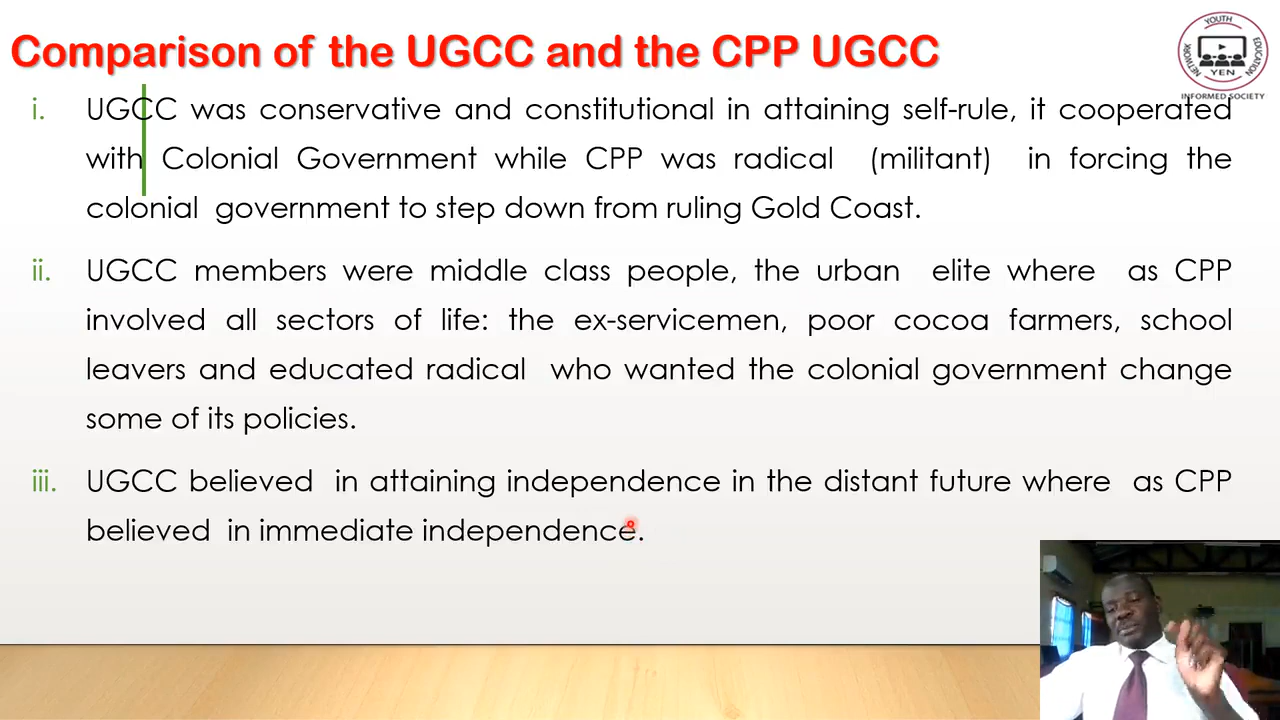 Comparison of the UGCC and the CPP UGCC
YOUTH
EDUCATION
NETWORK
YEN
INFORMED SOCIETY
i. UGCC was conservative and constitutional in attaining self-rule, it cooperated
with Colonial Government while CPP was radical (militant) in forcing the
colonial government to step down from ruling Gold Coast.
ii. UGCC members were middle class people, the urban elite where as CPP
involved all sectors of life: the ex-servicemen, poor cocoa farmers, school
leavers and educated radical who wanted the colonial government change
some of its policies.
iii. UGCC believed in attaining independence in the distant future where as CPP
believed in immediate independence.